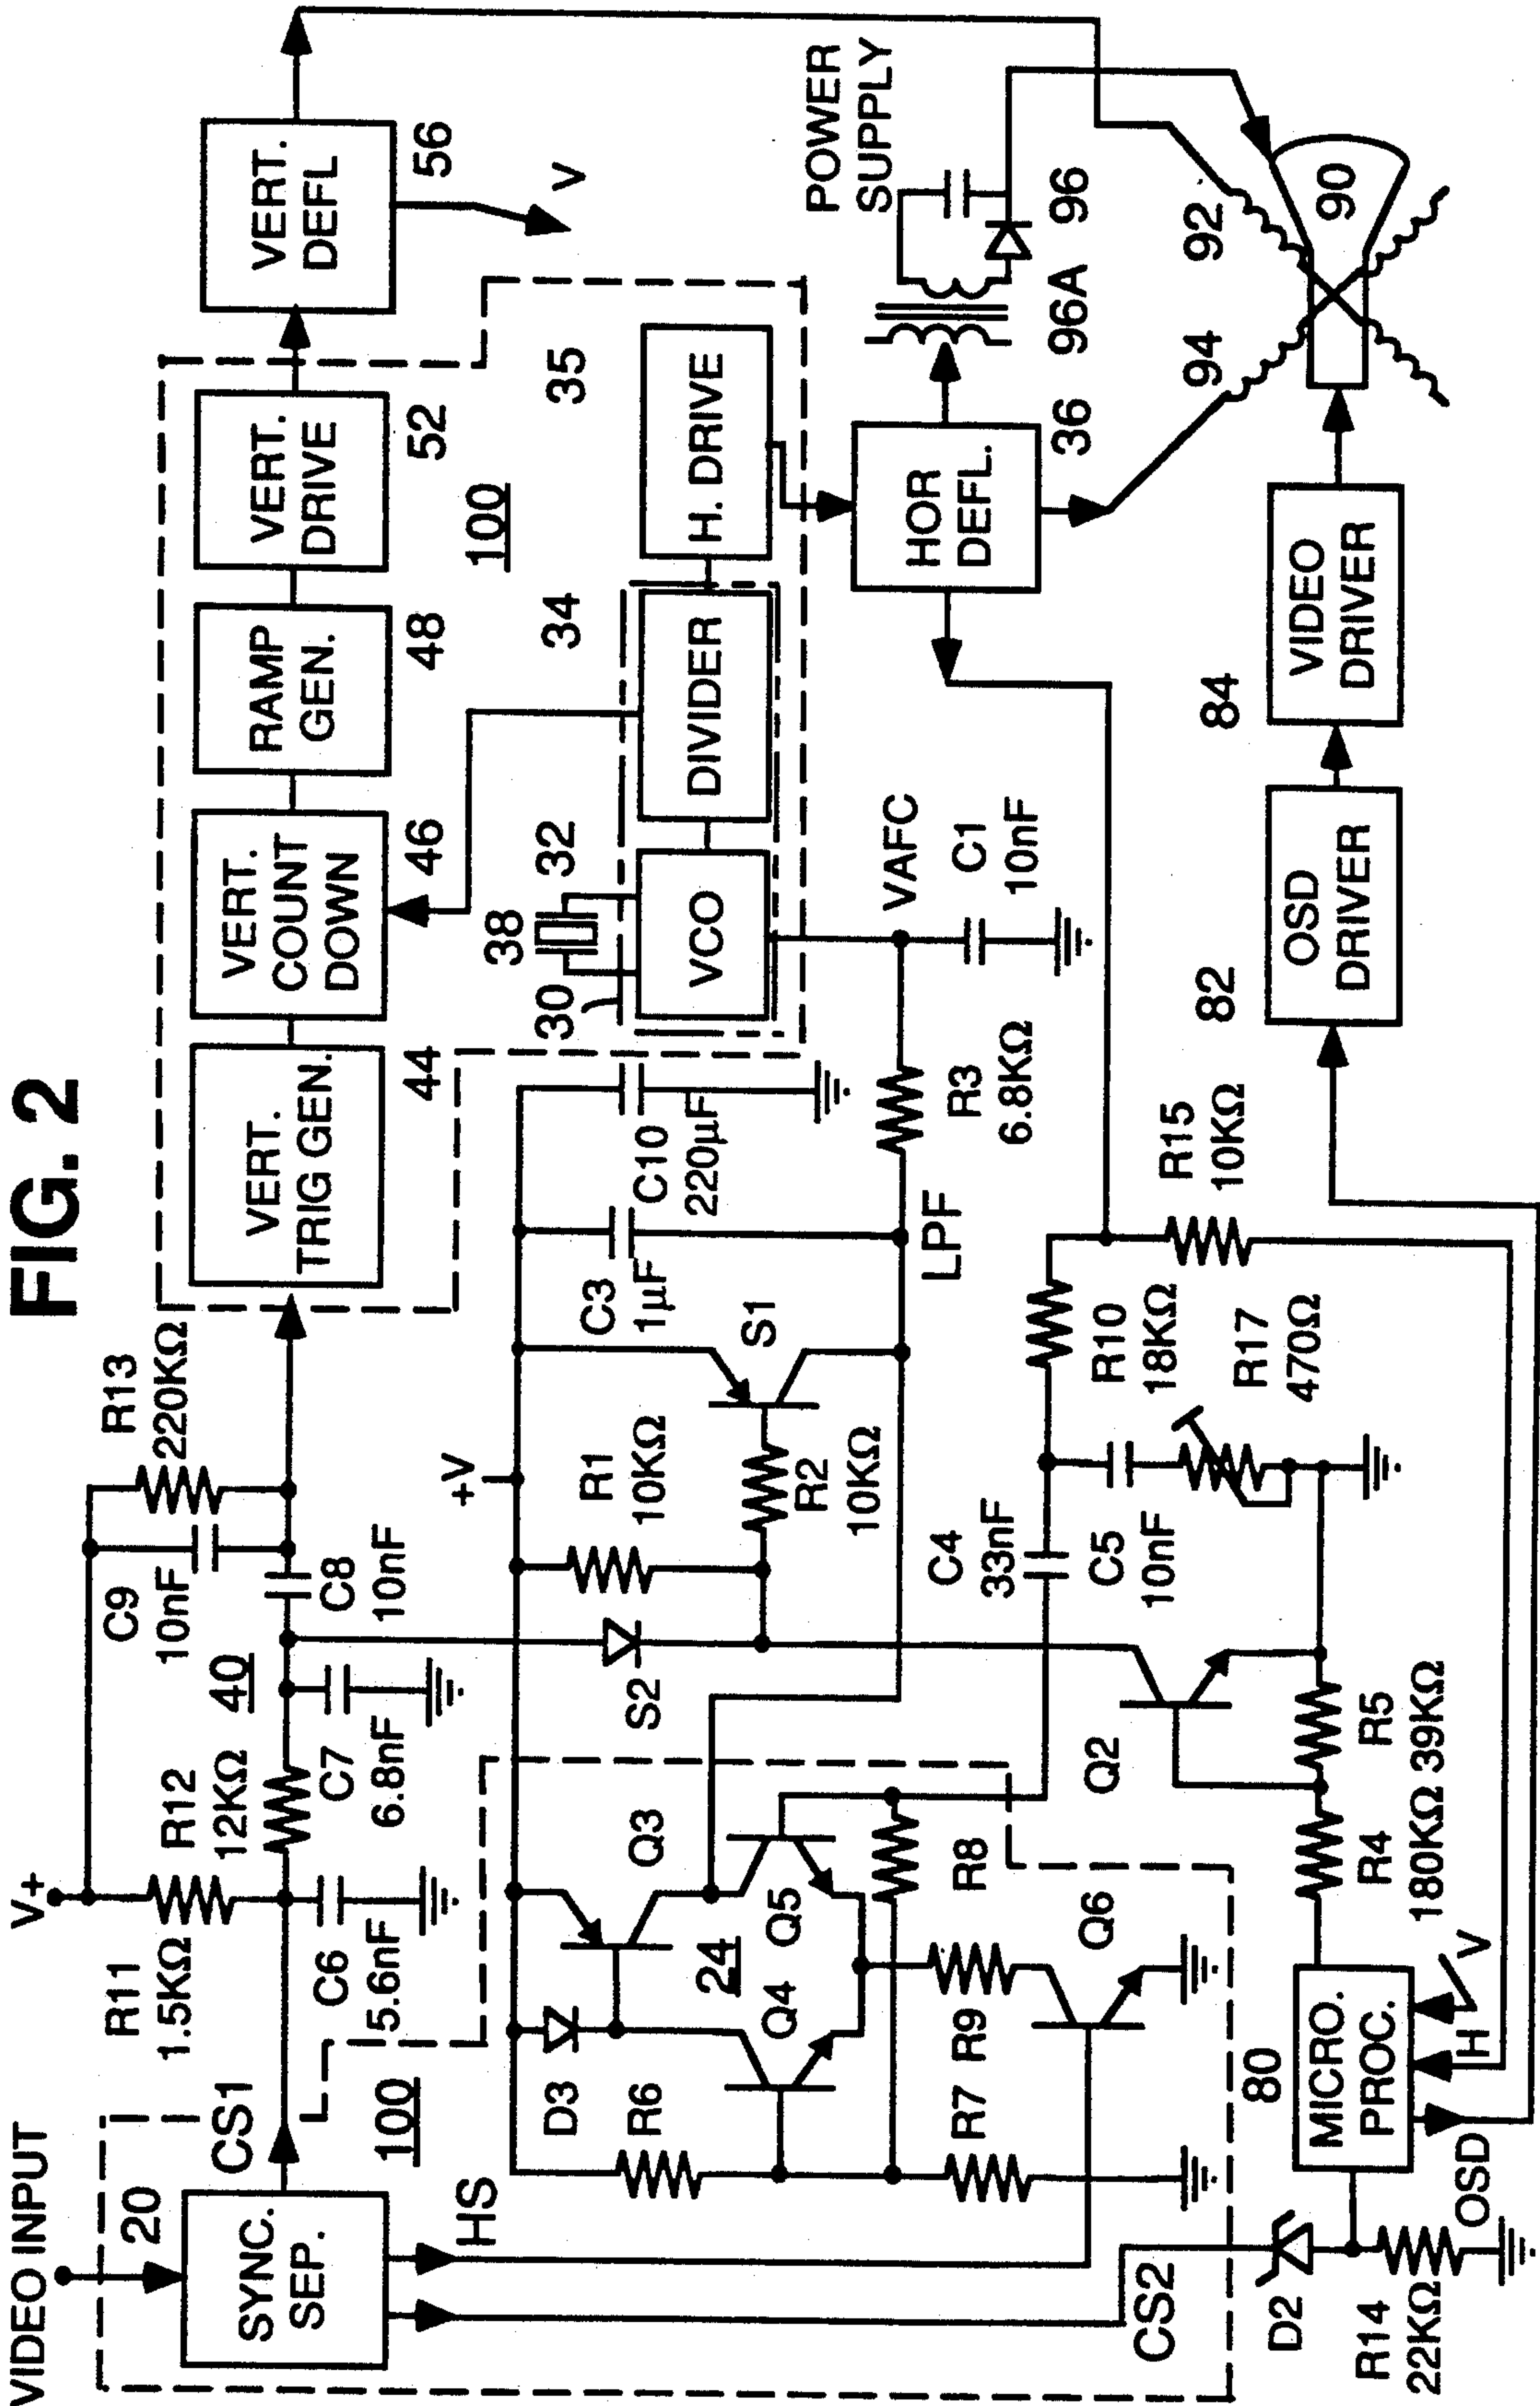 FIG. 2
VIDEO INPUT
20
SYNC.
SEP.
CS1
100
HS
CS2
V+
R11
1.5KΩ
R12
12KΩ
C6
5.6nF
C7
6.8nF
40
C9
10nF
C8
10nF
R13
220KΩ
VERT.
TRIG GEN.
44
VERT.
COUNT
DOWN
46
RAMP
GEN.
48
VERT.
DRIVE
52
100
VERT.
DEFL
56
V
+V
R1
10KΩ
R2
10KΩ
S1
S2
C3
1µF
C10
220µF
LPF
R3
6.8KΩ
VAFC
C1
10nF
30
38
32
VCO
DIVIDER
34
H. DRIVE
35
HOR
DEFL.
36
POWER
SUPPLY
96
96A
92
94
90
D3
Q3
R6
Q4
Q5
24
R8
R7
R9
Q6
Q2
C4
33nF
C5
10nF
R10
18KΩ
R17
470Ω
R15
10KΩ
R4
180KΩ
R5
39KΩ
80
MICRO.
PROC.
H
V
OSD
D2
R14
22KΩ
82
OSD
DRIVER
84
VIDEO
DRIVER